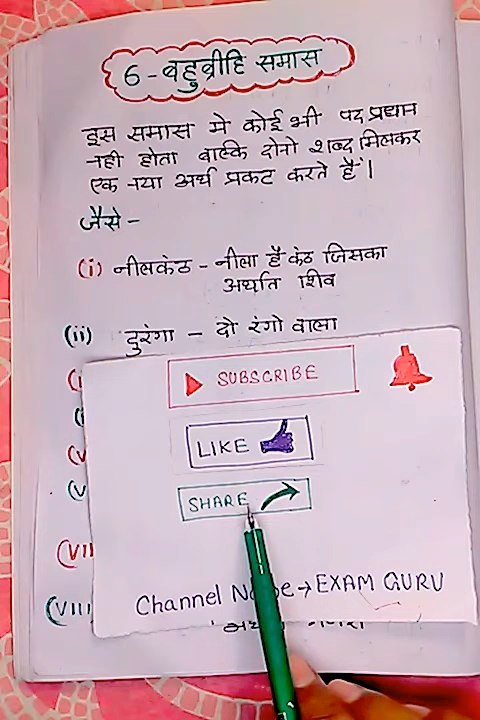 6 - बहुव्रीहि समास
इस समास मे कोई भी पद प्रधान
नही होता बल्कि दोनो शब्द मिलकर
एक नया अर्थ प्रकट करते हैं।
जैसे -
(i) नीलकंठ - नीला है कंठ जिसका
अर्थात शिव
(ii) दुरंगा - दो रंगो वाला
SUBSCRIBE
LIKE
SHARE
(VII
(VIII
Channel → EXAM GURU